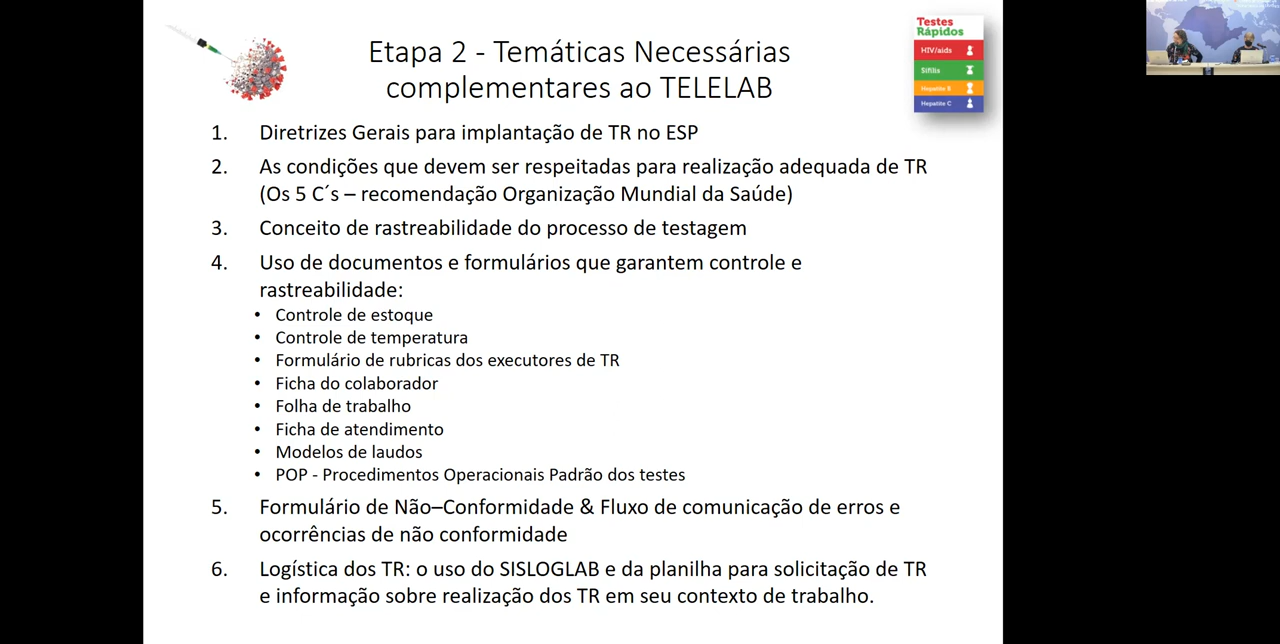 Etapa 2 - Temáticas Necessárias
complementares ao TELELAB
Testes
Rápidos
HIV/aids
Sífilis
Hepatite B
Hepatite C
1. Diretrizes Gerais para implantação de TR no ESP
2. As condições que devem ser respeitadas para realização adequada de TR
(Os 5 C´s – recomendação Organização Mundial da Saúde)
3. Conceito de rastreabilidade do processo de testagem
4. Uso de documentos e formulários que garantem controle e
rastreabilidade:
• Controle de estoque
• Controle de temperatura
• Formulário de rubricas dos executores de TR
• Ficha do colaborador
• Folha de trabalho
• Ficha de atendimento
• Modelos de laudos
• POP - Procedimentos Operacionais Padrão dos testes
5. Formulário de Não–Conformidade & Fluxo de comunicação de erros e
ocorrências de não conformidade
6. Logística dos TR: o uso do SISLOGLAB e da planilha para solicitação de TR
e informação sobre realização dos TR em seu contexto de trabalho.